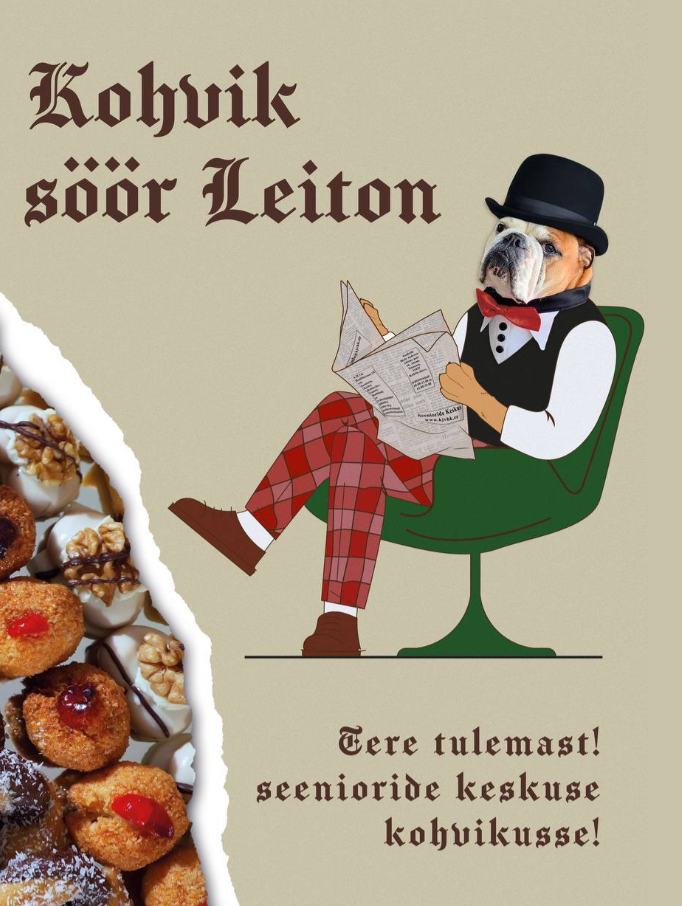 Kohvik
söör Leiton
Tere tulemast!
seenioride keskuse
kohvikusse!